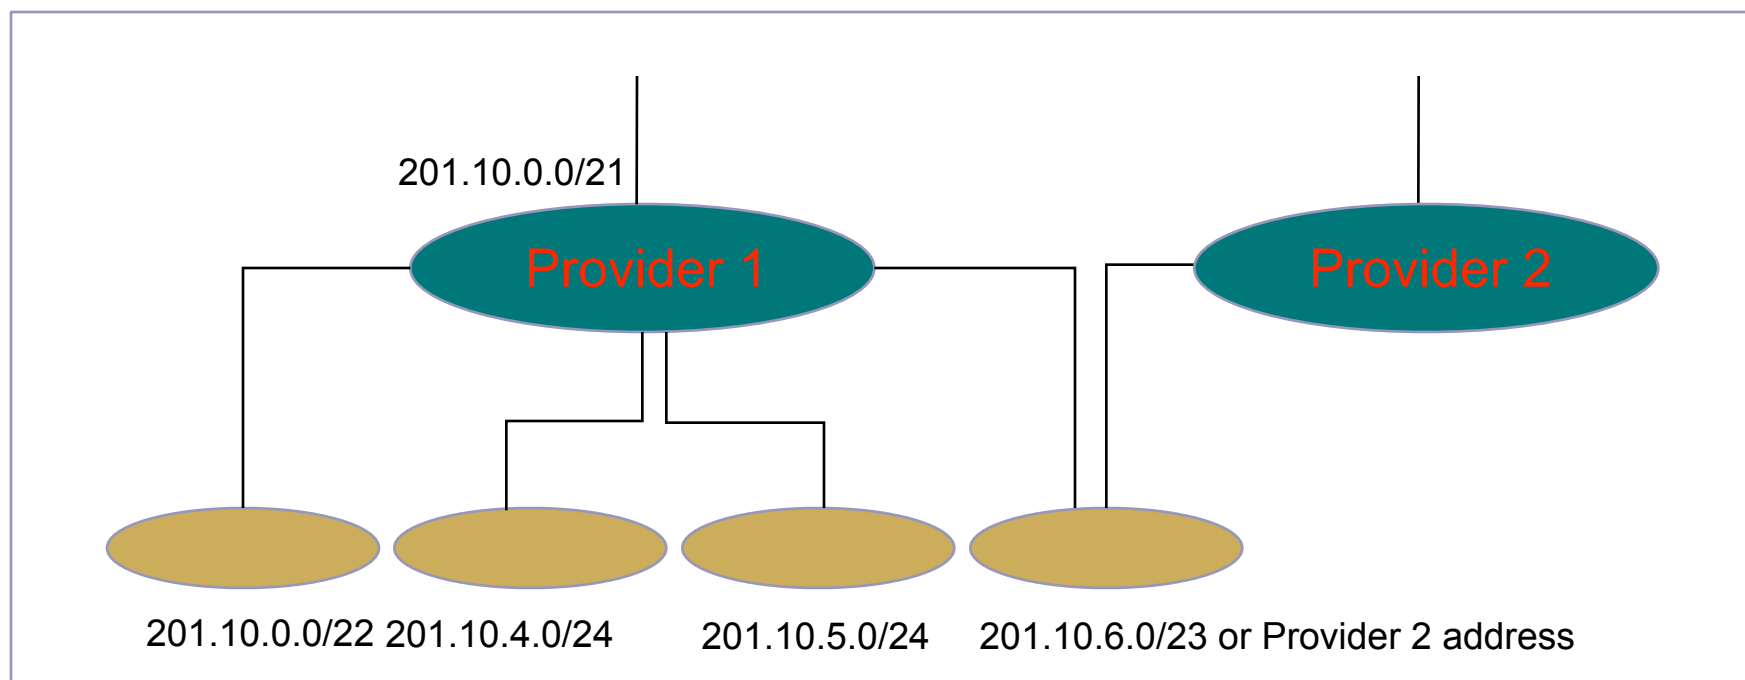 201.10.0.0/21
Provider 1
Provider 2
201.10.0.0/22
201.10.4.0/24
201.10.5.0/24
201.10.6.0/23 or Provider 2 address